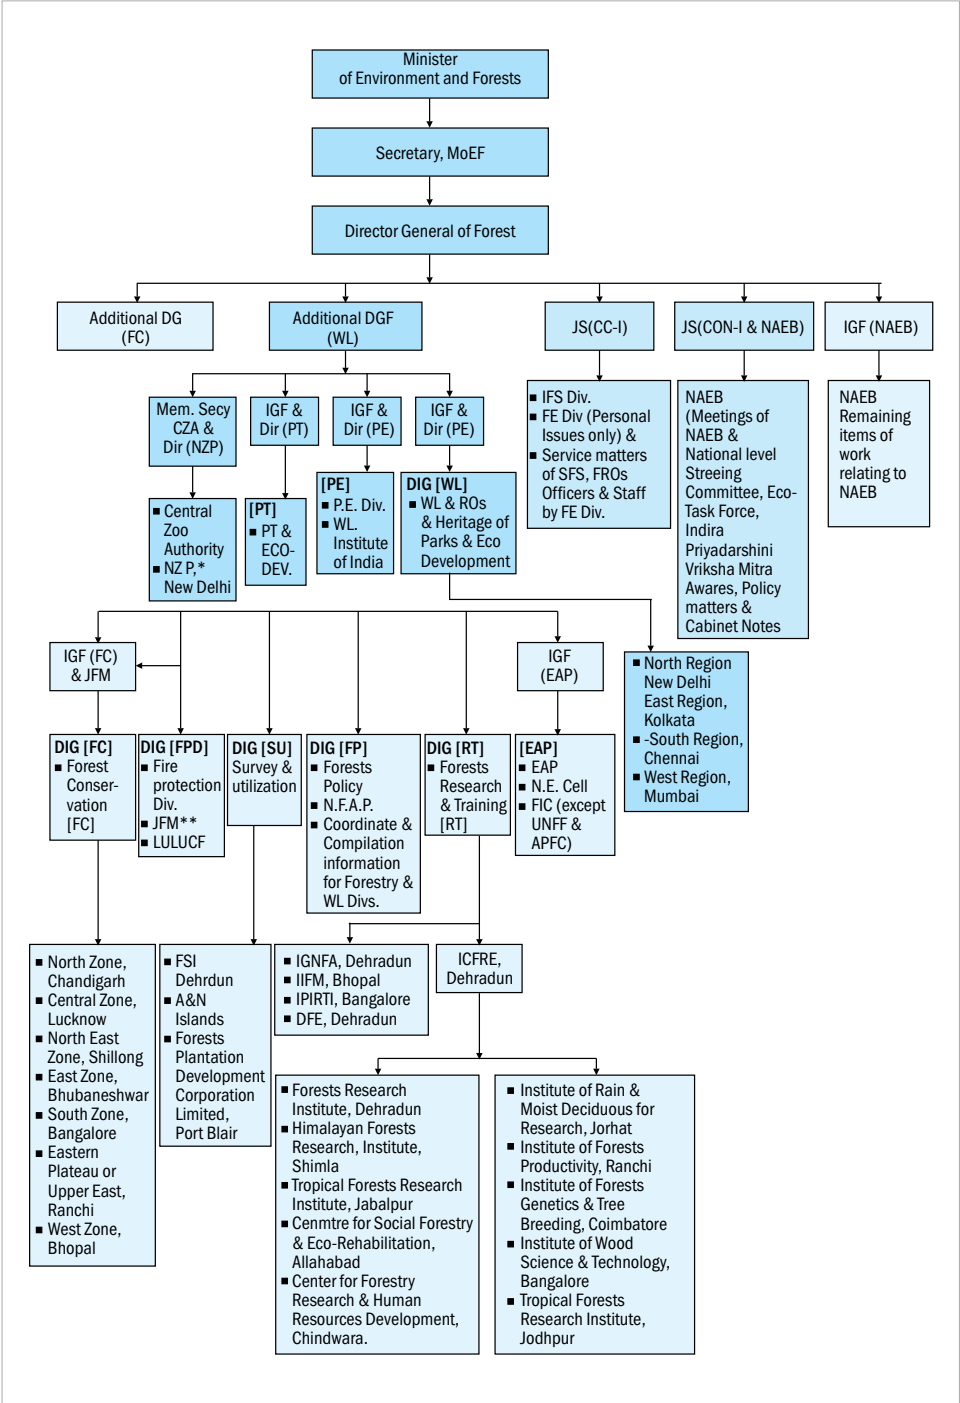 Minister
of Environment and Forests
Secretary, MoEF
Director General of Forest
Additional DG
(FC)
Additional DGF
(WL)
JS(CC-I)
JS(CON-I & NAEB)
IGF (NAEB)
Mem. Secy
CZA &
Dir (NZP)
IGF &
Dir (PT)
IGF &
Dir (PE)
IGF &
Dir (PE)
■ IFS Div.
■ FE Div (Personal
Issues only) &
■ Service matters
of SFS, FROs
Officers & Staff
by FE Div.
NAEB
(Meetings of
NAEB &
National level
Streeing
Committee, Eco-
Task Force,
Indira
Priyadarshini
Vriksha Mitra
Awares, Policy
matters &
Cabinet Notes
NAEB
Remaining
items of
work
relating to
NAEB
■ Central
Zoo
Authority
■ NZ P,*
New Delhi
[PT]
■ PT &
ECO-
DEV.
[PE]
■ P.E. Div.
■ WL.
Institute
of India
DIG [WL]
■ WL & ROs
& Heritage of
Parks & Eco
Development
IGF (FC)
& JFM
IGF
(EAP)
■ North Region
New Delhi
East Region,
Kolkata
■ -South Region,
Chennai
■ West Region,
Mumbai
DIG [FC]
■ Forest
Conser-
vation
[FC]
DIG [FPD]
■ Fire
protection
Div.
■ JFM**
■ LULUCF
DIG [SU]
Survey &
utilization
DIG [FP]
■ Forests
Policy
■ N.F.A.P.
■ Coordinate &
Compilation
information
for Forestry &
WL Divs.
DIG [RT]
■ Forests
Research
& Training
[RT]
[EAP]
■ EAP
■ N.E. Cell
■ FIC (except
UNFF &
APFC)
■ North Zone,
Chandigarh
■ Central Zone,
Lucknow
■ North East
Zone, Shillong
■ East Zone,
Bhubaneshwar
■ South Zone,
Bangalore
■ Eastern
Plateau or
Upper East,
Ranchi
■ West Zone,
Bhopal
■ FSI
Dehrdun
■ A&N
Islands
■ Forests
Plantation
Development
Corporation
Limited,
Port Blair
■ IGNFA, Dehradun
■ IIFM, Bhopal
■ IPIRTI, Bangalore
■ DFE, Dehradun
ICFRE,
Dehradun
■ Forests Research
Institute, Dehradun
■ Himalayan Forests
Research, Institute,
Shimla
■ Tropical Forests Research
Institute, Jabalpur
■ Cenmtre for Social Forestry
& Eco-Rehabilitation,
Allahabad
■ Center for Forestry
Research & Human
Resources Development,
Chindwara.
■ Institute of Rain &
Moist Deciduous for
Research, Jorhat
■ Institute of Forests
Productivity, Ranchi
■ Institute of Forests
Genetics & Tree
Breeding, Coimbatore
■ Institute of Wood
Science & Technology,
Bangalore
■ Tropical Forests
Research Institute,
Jodhpur